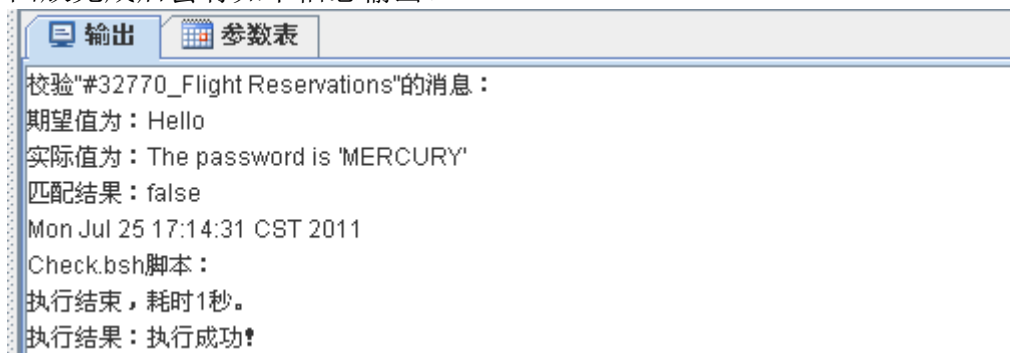 输出 参数表
校验"#32770_Flight Reservations"的消息：
期望值为：Hello
实际值为：The password is 'MERCURY'
匹配结果：false
Mon Jul 25 17:14:31 CST 2011
Check.bsh脚本：
执行结束，耗时1秒。
执行结果：执行成功！